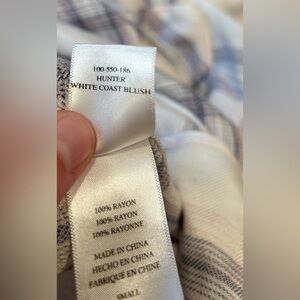 100-550-186
HUNTER
WHITE COAST BLUSH
100% RAYON
100% RAYON
100% RAYONNE
MADE IN CHINA
HECHO EN CHINA
FABRIQUE EN CHINE
SMALL